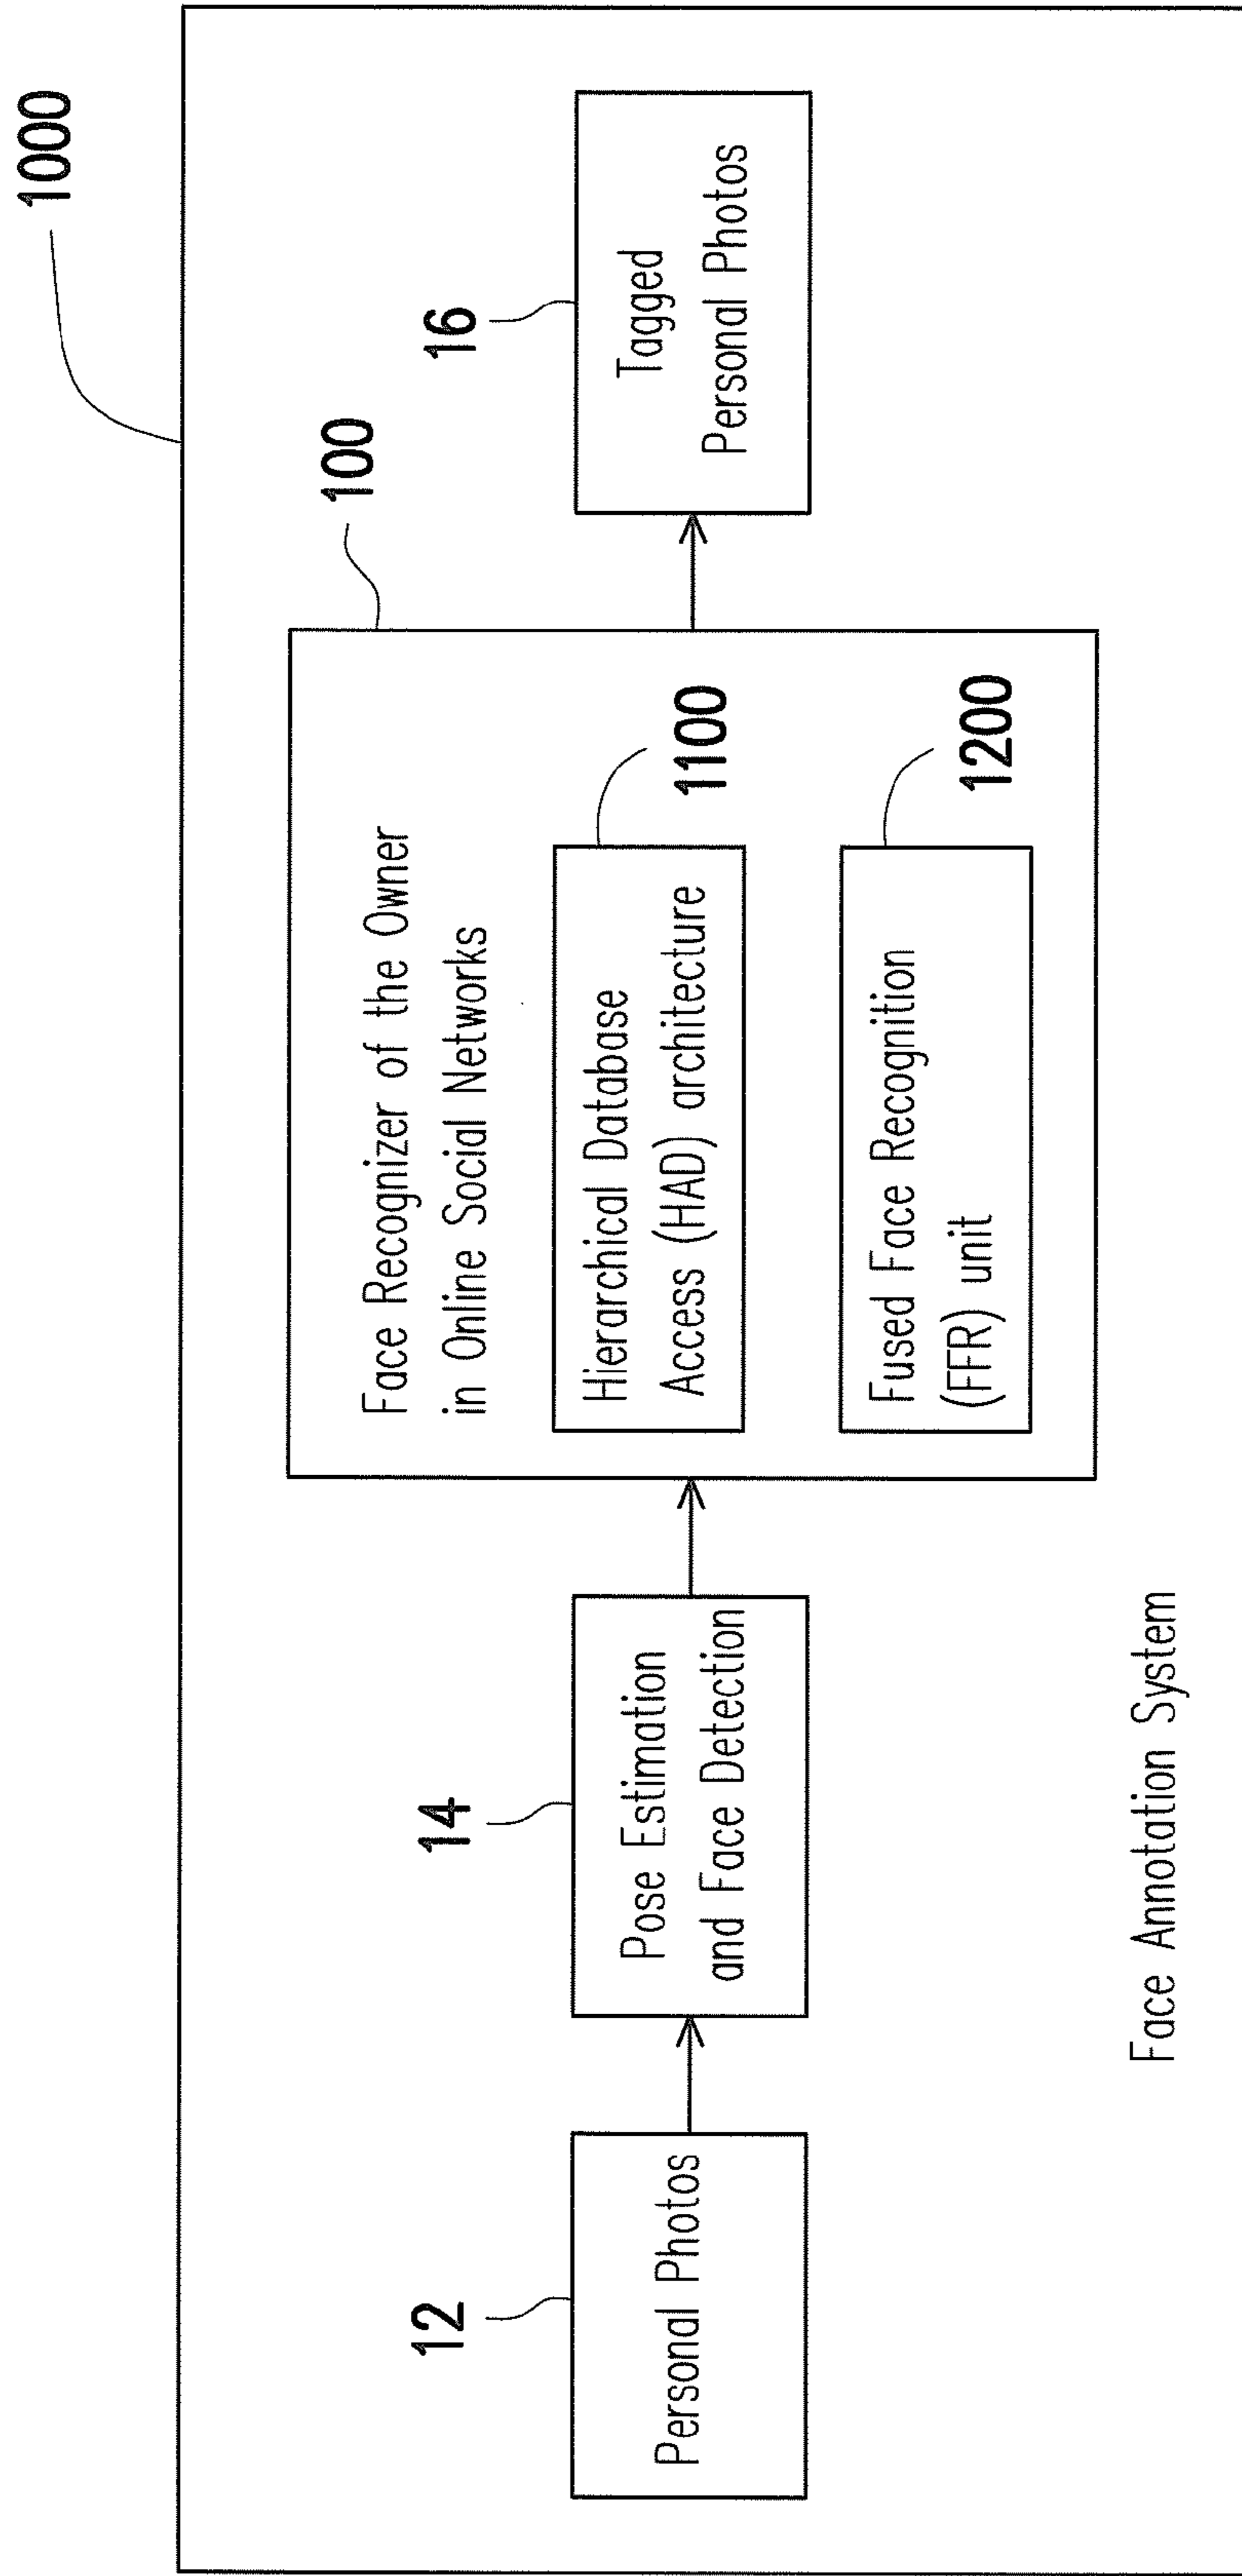 1000
12
Personal Photos
14
Pose Estimation
and Face Detection
100
Face Recognizer of the Owner
in Online Social Networks
1100
Hierarchical Database
Access (HAD) architecture
1200
Fused Face Recognition
(FFR) unit
16
Tagged
Personal Photos
Face Annotation System